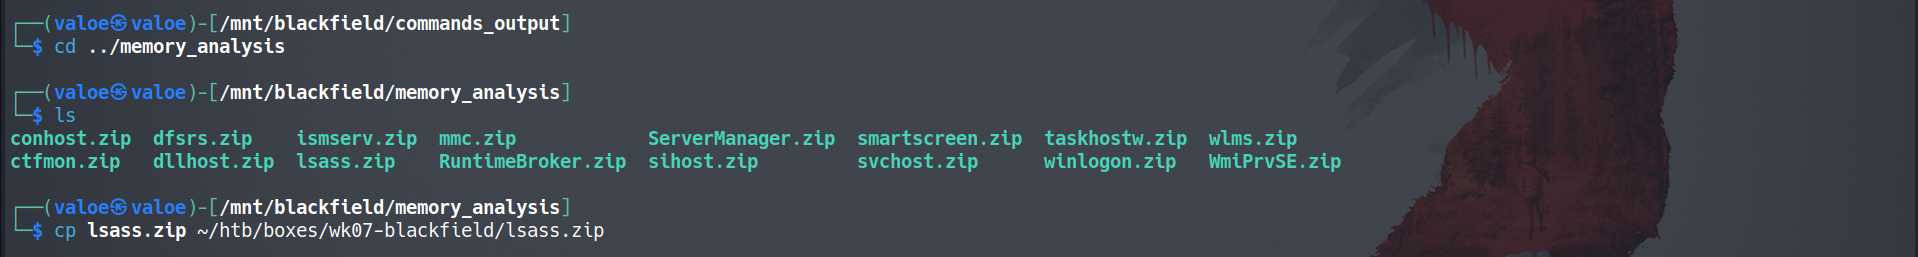 ┌──(valoe㉿valoe)-[/mnt/blackfield/commands_output]
└─$ cd ../memory_analysis
┌──(valoe㉿valoe)-[/mnt/blackfield/memory_analysis]
└─$ ls
conhost.zip  dfsrs.zip    ismserv.zip  mmc.zip            ServerManager.zip  smartscreen.zip  taskhostw.zip  wlms.zip
ctfmon.zip   dllhost.zip  lsass.zip    RuntimeBroker.zip  sihost.zip         svchost.zip      winlogon.zip   WmiPrvSE.zip
┌──(valoe㉿valoe)-[/mnt/blackfield/memory_analysis]
└─$ cp lsass.zip ~/htb/boxes/wk07-blackfield/lsass.zip